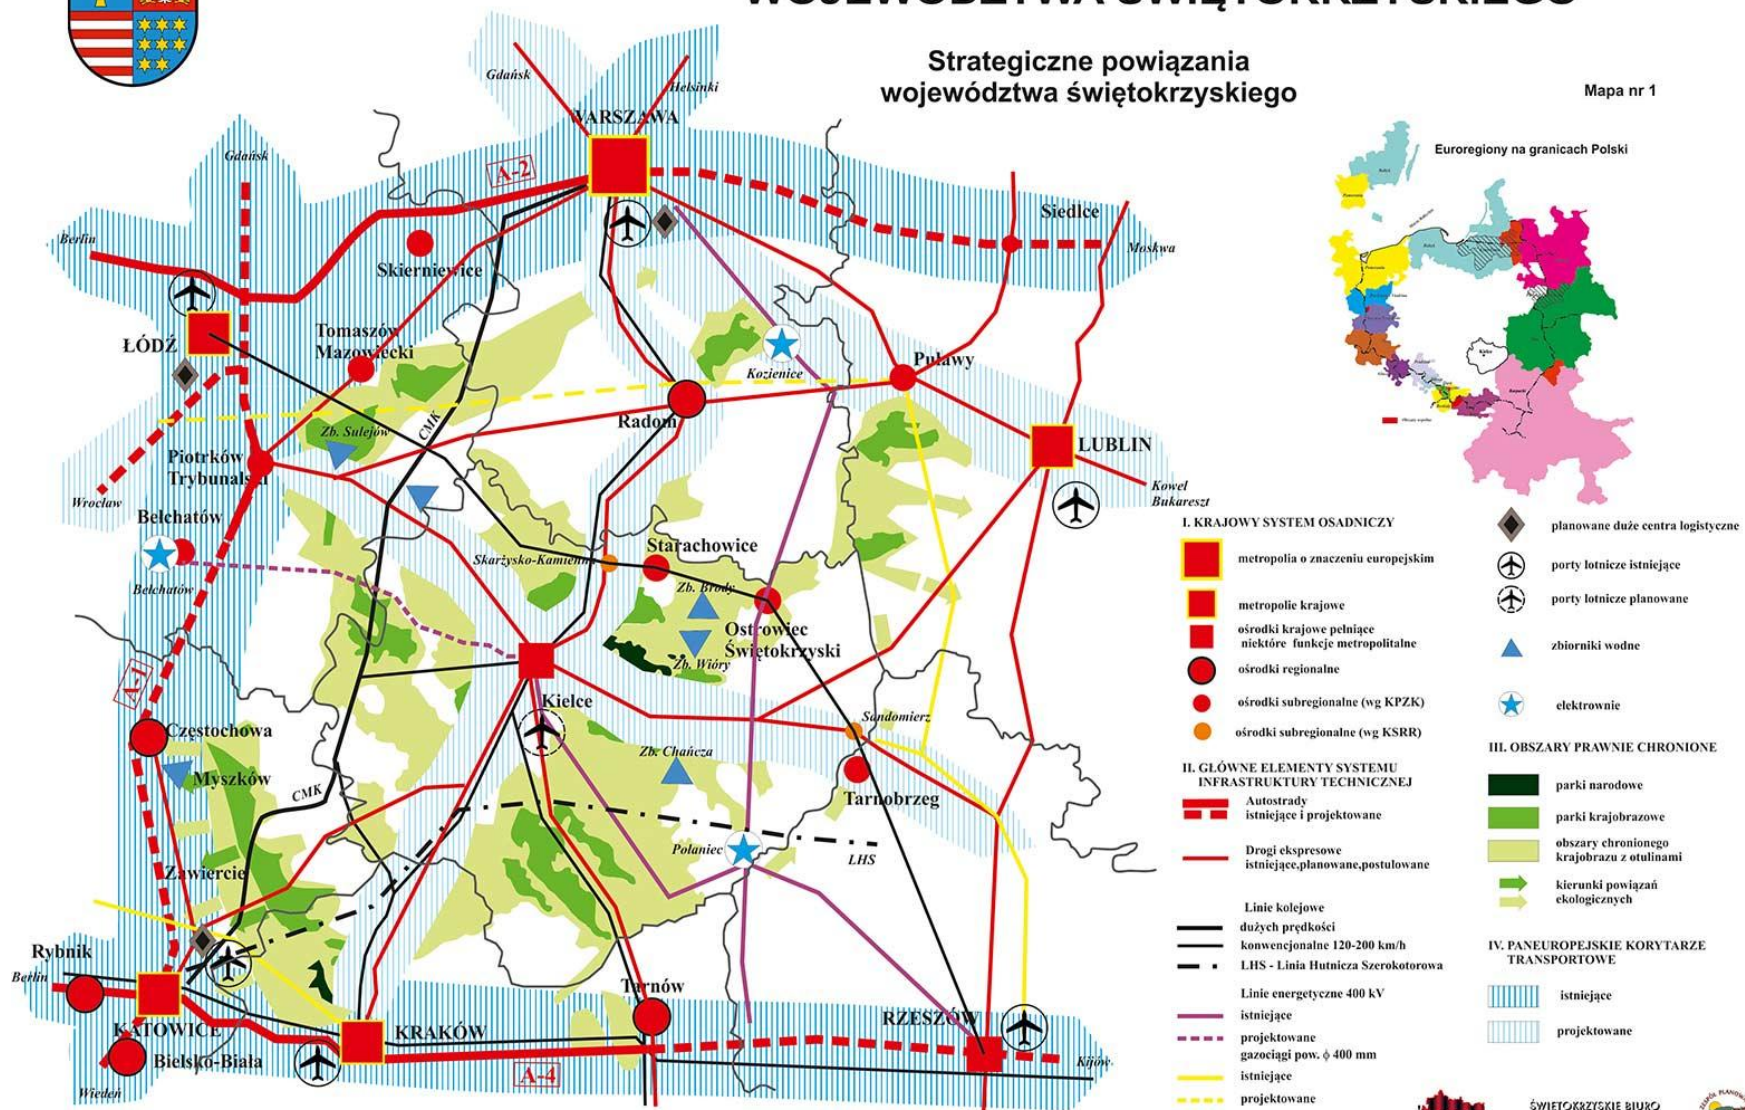 WOJEWÓDZTWA ŚWIĘTOKRZYSKIEGO
Strategiczne powiązania
województwa świętokrzyskiego
Mapa nr 1
Euroregiony na granicach Polski
Gdańsk
Helsinki
WARSZAWA
Gdańsk
A-2
Siedlce
Berlin
Moskwa
Skierniewice
ŁÓDŹ
Tomaszów
Mazowiecki
Kozienice
Puławy
Radom
CMK
Zb. Sulejów
LUBLIN
Piotrków
Trybunalski
Wrocław
Kowel
Bukareszt
Bełchatów
Skarżysko-Kamienna
Starachowice
Bełchatów
Zb. Brody
Ostrowiec
Świętokrzyski
Zb. Wióry
A-1
Kielce
Sandomierz
Częstochowa
Zb. Chańcza
Myszków
CMK
Tarnobrzeg
Połaniec
LHS
Zawiercie
Rybnik
Berlin
Tarnów
RZESZÓW
KATOWICE
KRAKÓW
Bielsko-Biała
A-4
Kijów
Wiedeń
Kielce
I. KRAJOWY SYSTEM OSADNICZY
metropolia o znaczeniu europejskim
metropolie krajowe
ośrodki krajowe pełniące
niektóre funkcje metropolitalne
ośrodki regionalne
ośrodki subregionalne (wg KPZK)
ośrodki subregionalne (wg KSRR)
II. GŁÓWNE ELEMENTY SYSTEMU
INFRASTRUKTURY TECHNICZNEJ
Autostrady
istniejące i projektowane
Drogi ekspresowe
istniejące,planowane,postulowane
Linie kolejowe
dużych prędkości
konwencjonalne 120-200 km/h
LHS - Linia Hutnicza Szerokotorowa
Linie energetyczne 400 kV
istniejące
projektowane
gazociągi pow. ϕ 400 mm
istniejące
projektowane
planowane duże centra logistyczne
porty lotnicze istniejące
porty lotnicze planowane
zbiorniki wodne
elektrownie
III. OBSZARY PRAWNIE CHRONIONE
parki narodowe
parki krajobrazowe
obszary chronionego
krajobrazu z otulinami
kierunki powiązań
ekologicznych
IV. PANEUROPEJSKIE KORYTARZE
TRANSPORTOWE
istniejące
projektowane
ŚWIĘTOKRZYSKIE BIURO